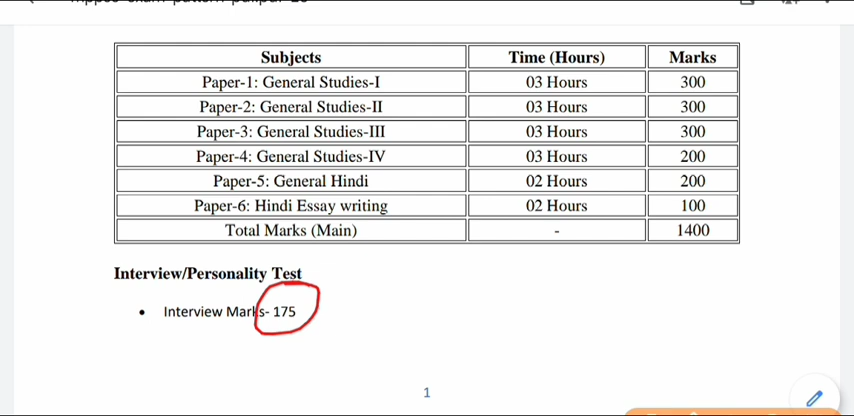 Subjects Time (Hours) Marks
Paper-1: General Studies-I 03 Hours 300
Paper-2: General Studies-II 03 Hours 300
Paper-3: General Studies-III 03 Hours 300
Paper-4: General Studies-IV 03 Hours 200
Paper-5: General Hindi 02 Hours 200
Paper-6: Hindi Essay writing 02 Hours 100
Total Marks (Main) - 1400
Interview/Personality Test
• Interview Marks- 175
1